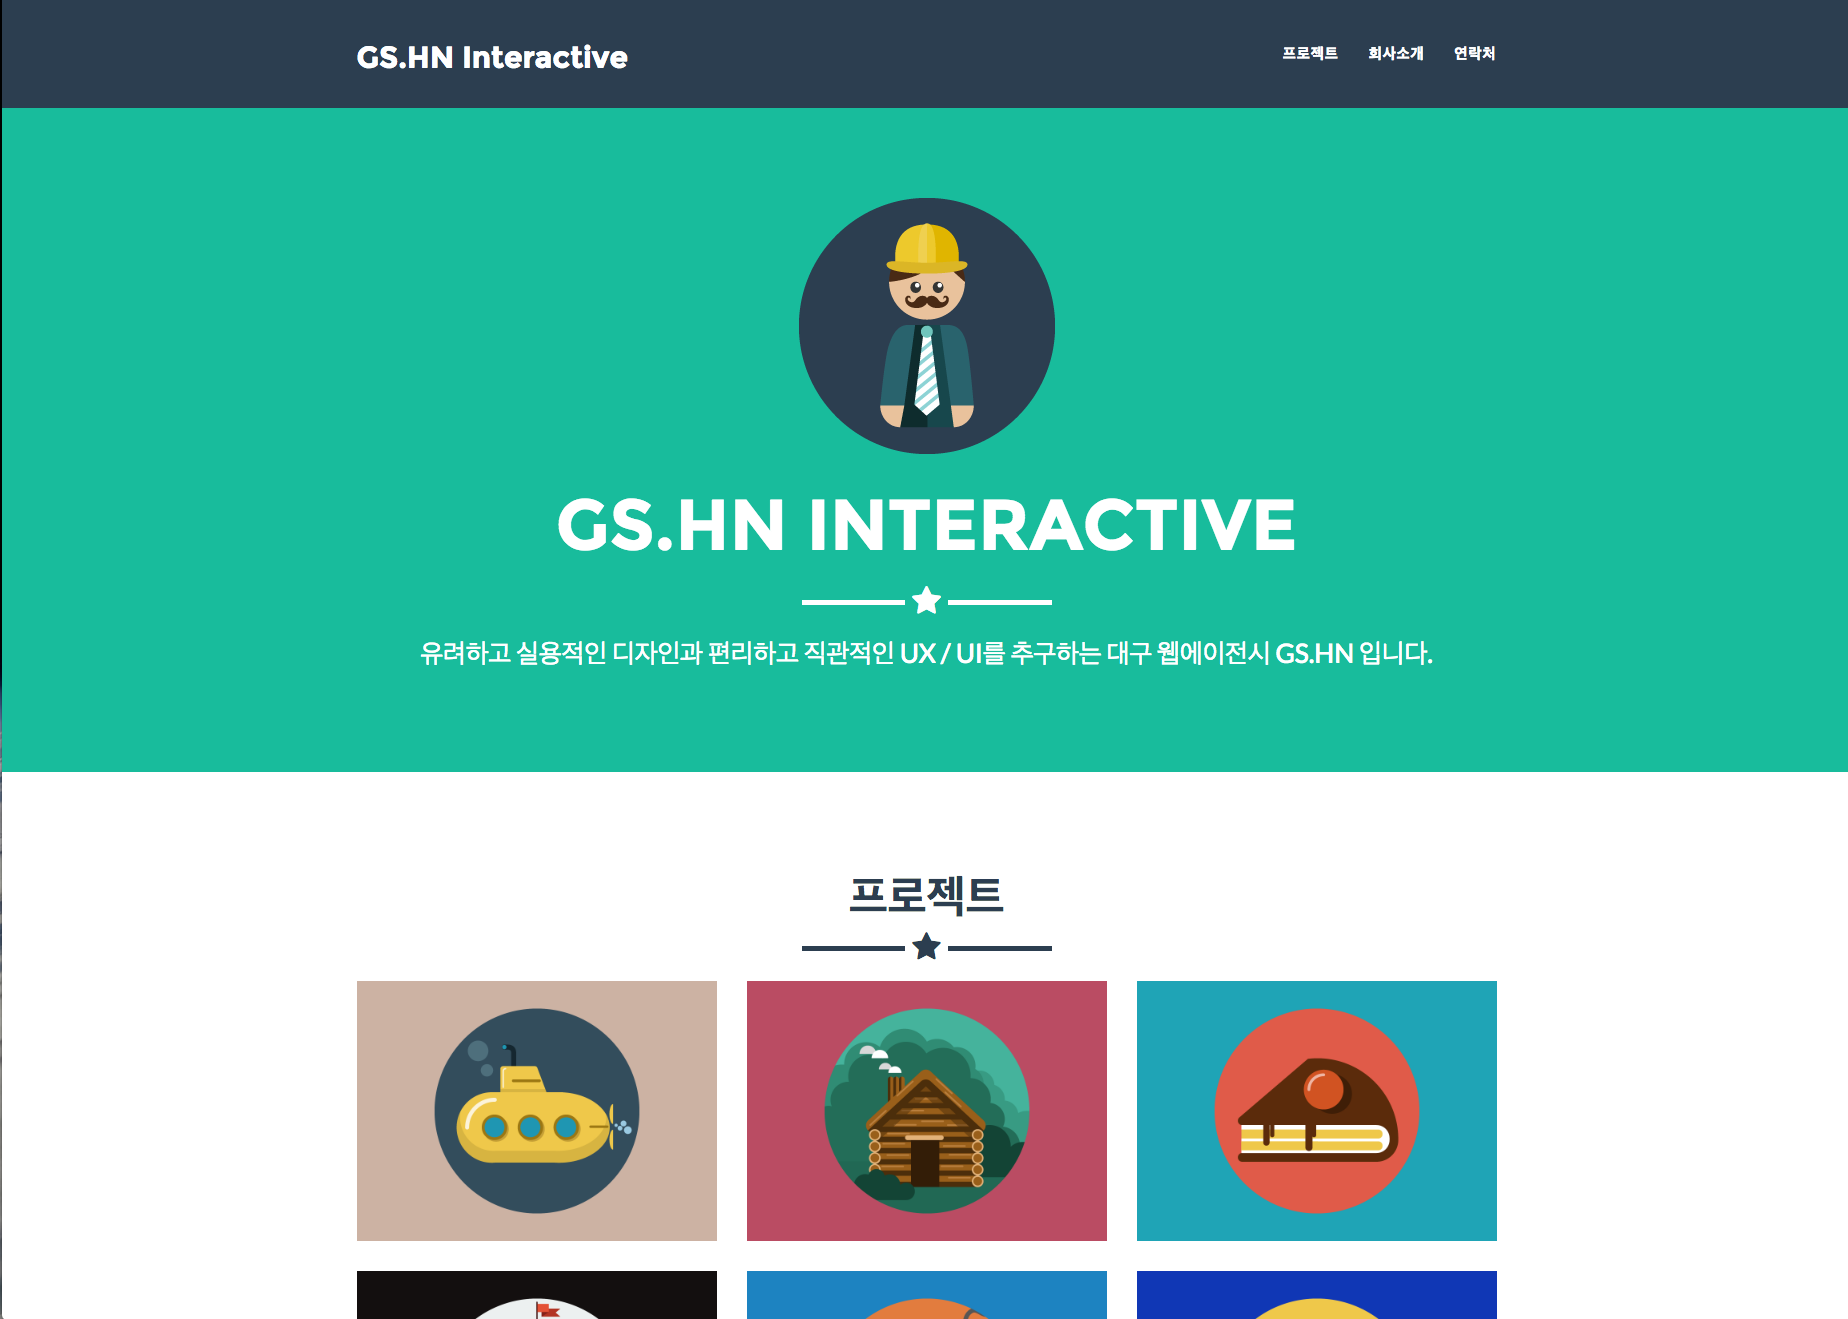 GS.HN Interactive
프로젝트 회사소개 연락처
GS.HN INTERACTIVE
유려하고 실용적인 디자인과 편리하고 직관적인 UX / UI를 추구하는 대구 웹에이전시 GS.HN 입니다.
프로젝트